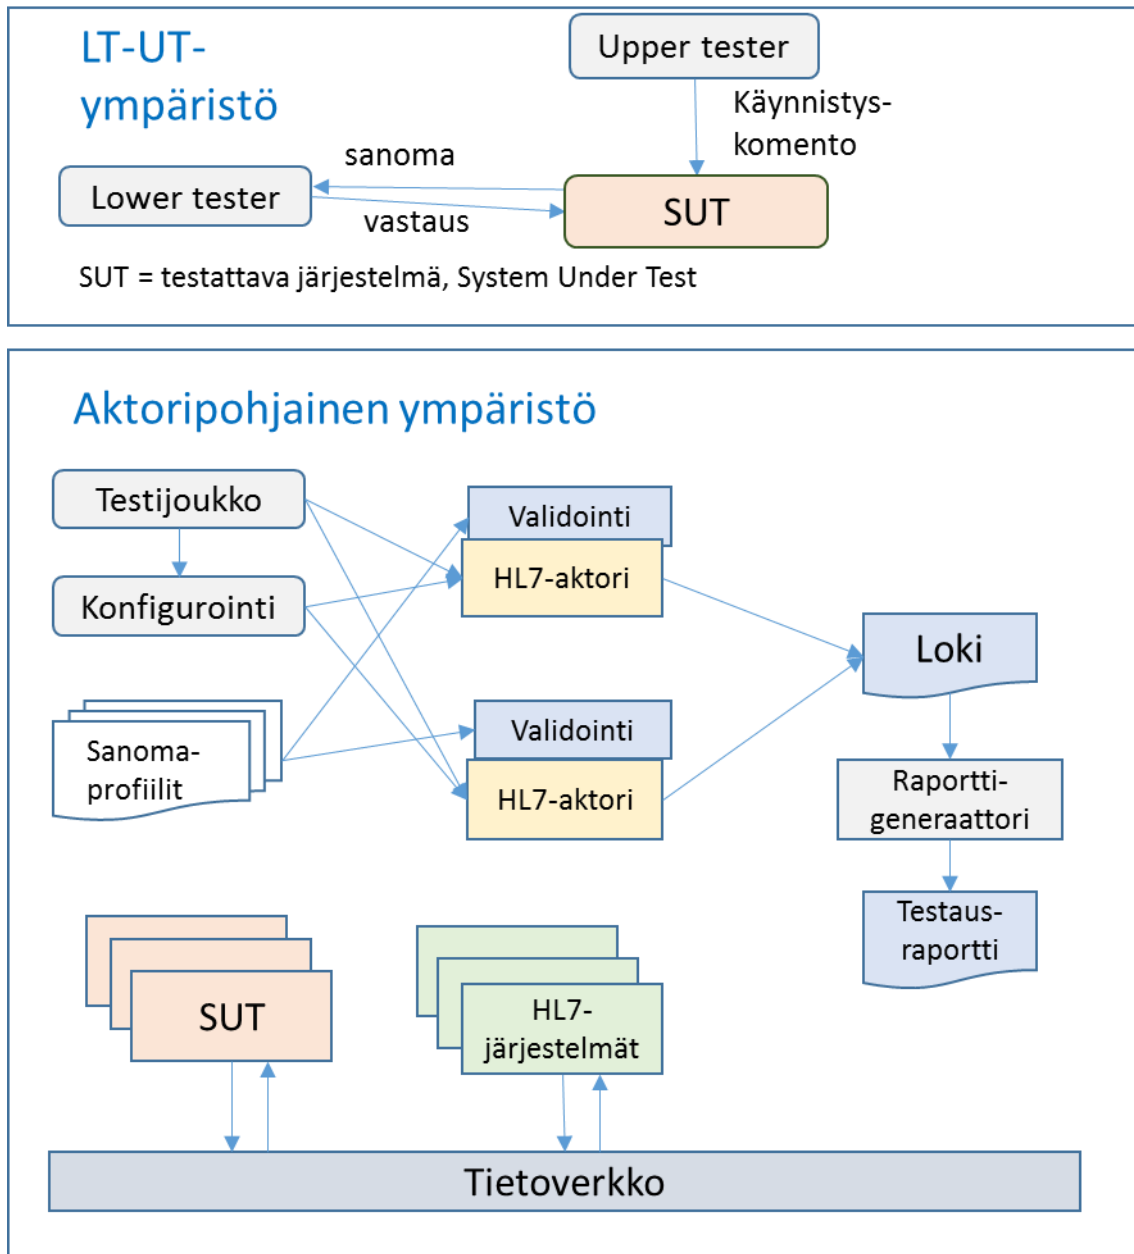 LT-UT-
ympäristö
Upper tester
Käynnistys-
komento
sanoma
Lower tester
vastaus
SUT
SUT = testattava järjestelmä, System Under Test
Aktoripohjainen ympäristö
Testijoukko
Konfigurointi
Sanoma-
profiilit
Validointi
HL7-aktori
Validointi
HL7-aktori
Loki
Raportti-
generaattori
Testaus-
raportti
SUT
HL7-
järjestelmät
Tietoverkko